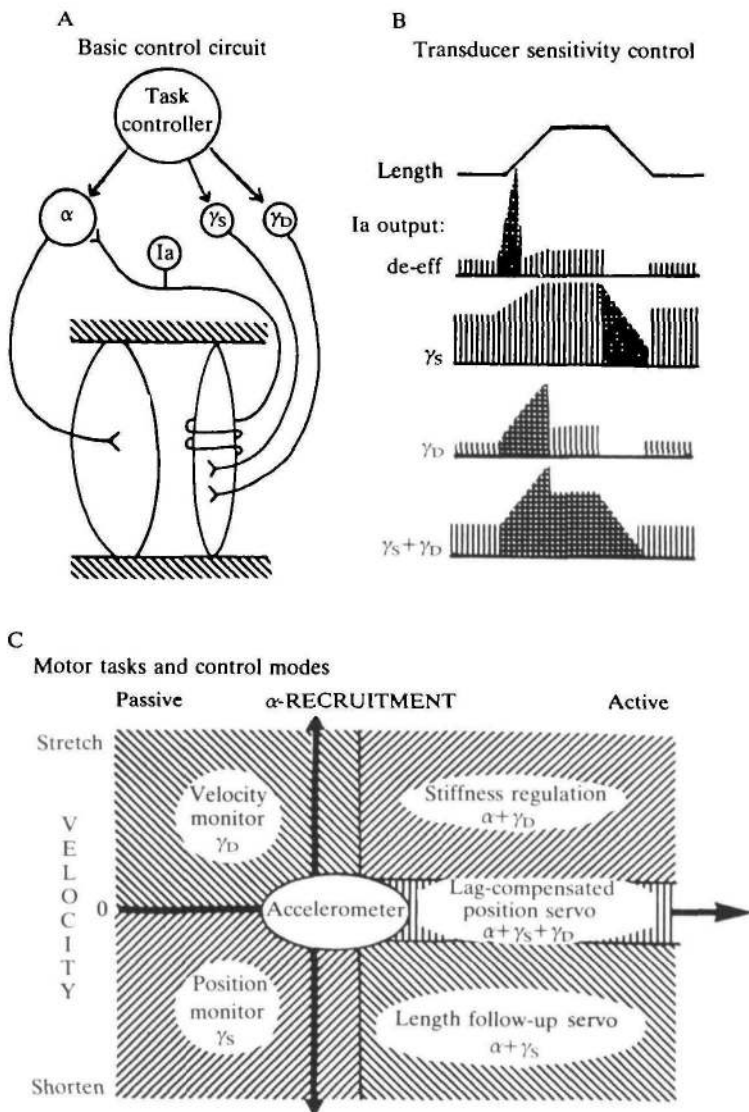 A
Basic control circuit
Task
controller
α
γS
γD
Ia
B
Transducer sensitivity control
Length
Ia output:
de-eff
γS
γD
γS + γD
C
Motor tasks and control modes
Passive
α-RECRUITMENT
Active
Stretch
VELOCITY
0
Shorten
Velocity
monitor
γD
Stiffness regulation
α + γD
Accelerometer
Lag-compensated
position servo
α + γS + γD
Position
monitor
γS
Length follow-up servo
α + γS